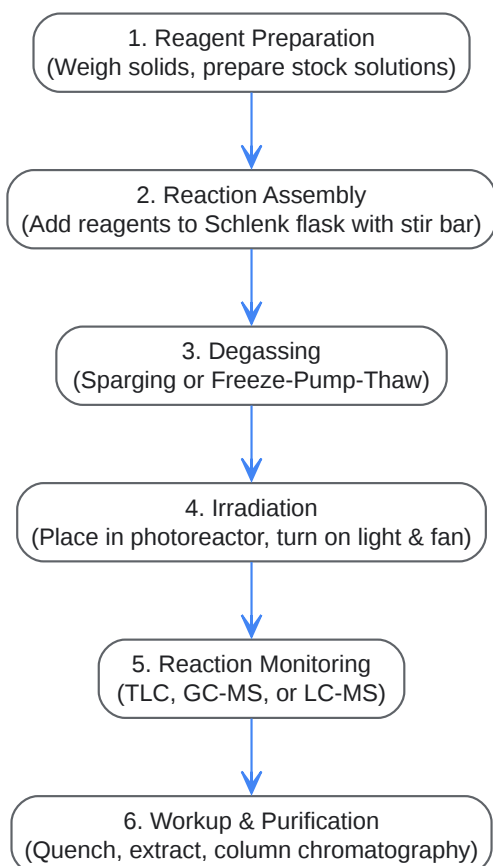 1. Reagent Preparation
(Weigh solids, prepare stock solutions)
2. Reaction Assembly
(Add reagents to Schlenk flask with stir bar)
3. Degassing
(Sparging or Freeze-Pump-Thaw)
4. Irradiation
(Place in photoreactor, turn on light & fan)
5. Reaction Monitoring
(TLC, GC-MS, or LC-MS)
6. Workup & Purification
(Quench, extract, column chromatography)